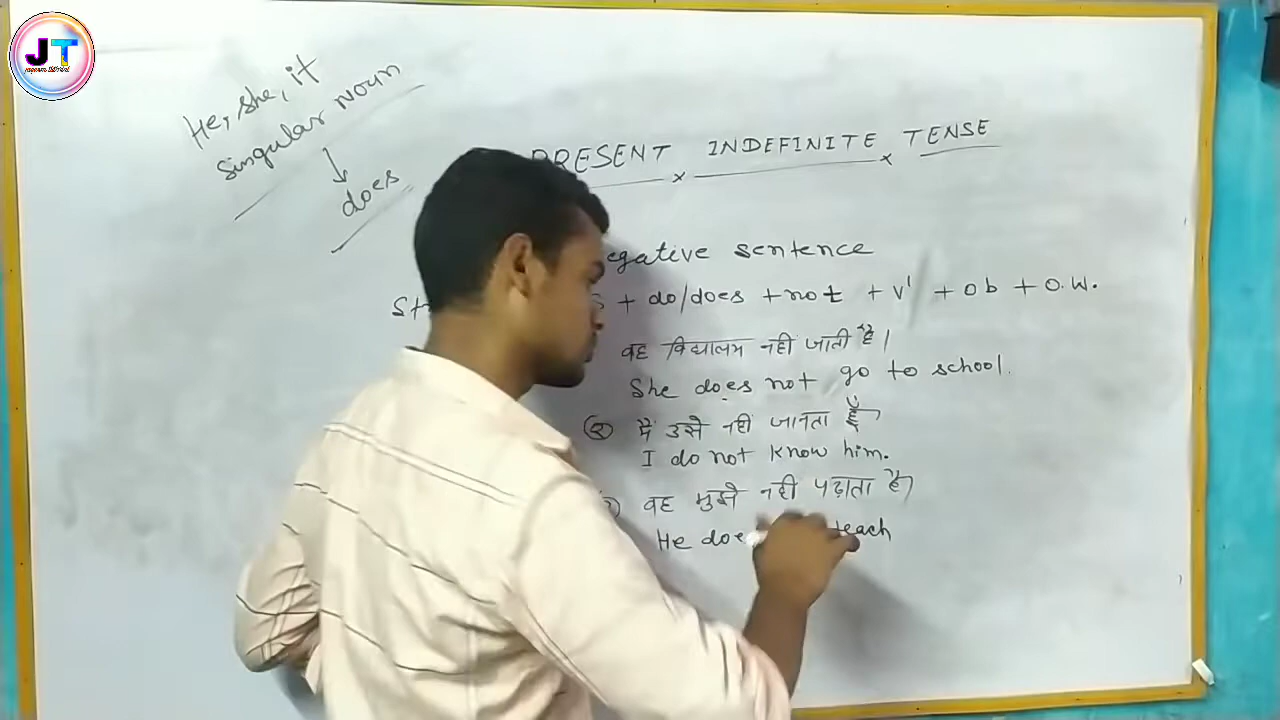 JT
He, she, it
singular noun
does
PRESENT INDEFINITE TENSE
egative sentence
+ do/does + not + V¹ + ob + O.W.
वह विद्यालय नहीं जाती है।
She does not go to school.
② मैं उसे नहीं जानता हूँ
I do not know him.
वह मुझे नहीं पढ़ाता है
He doe teach